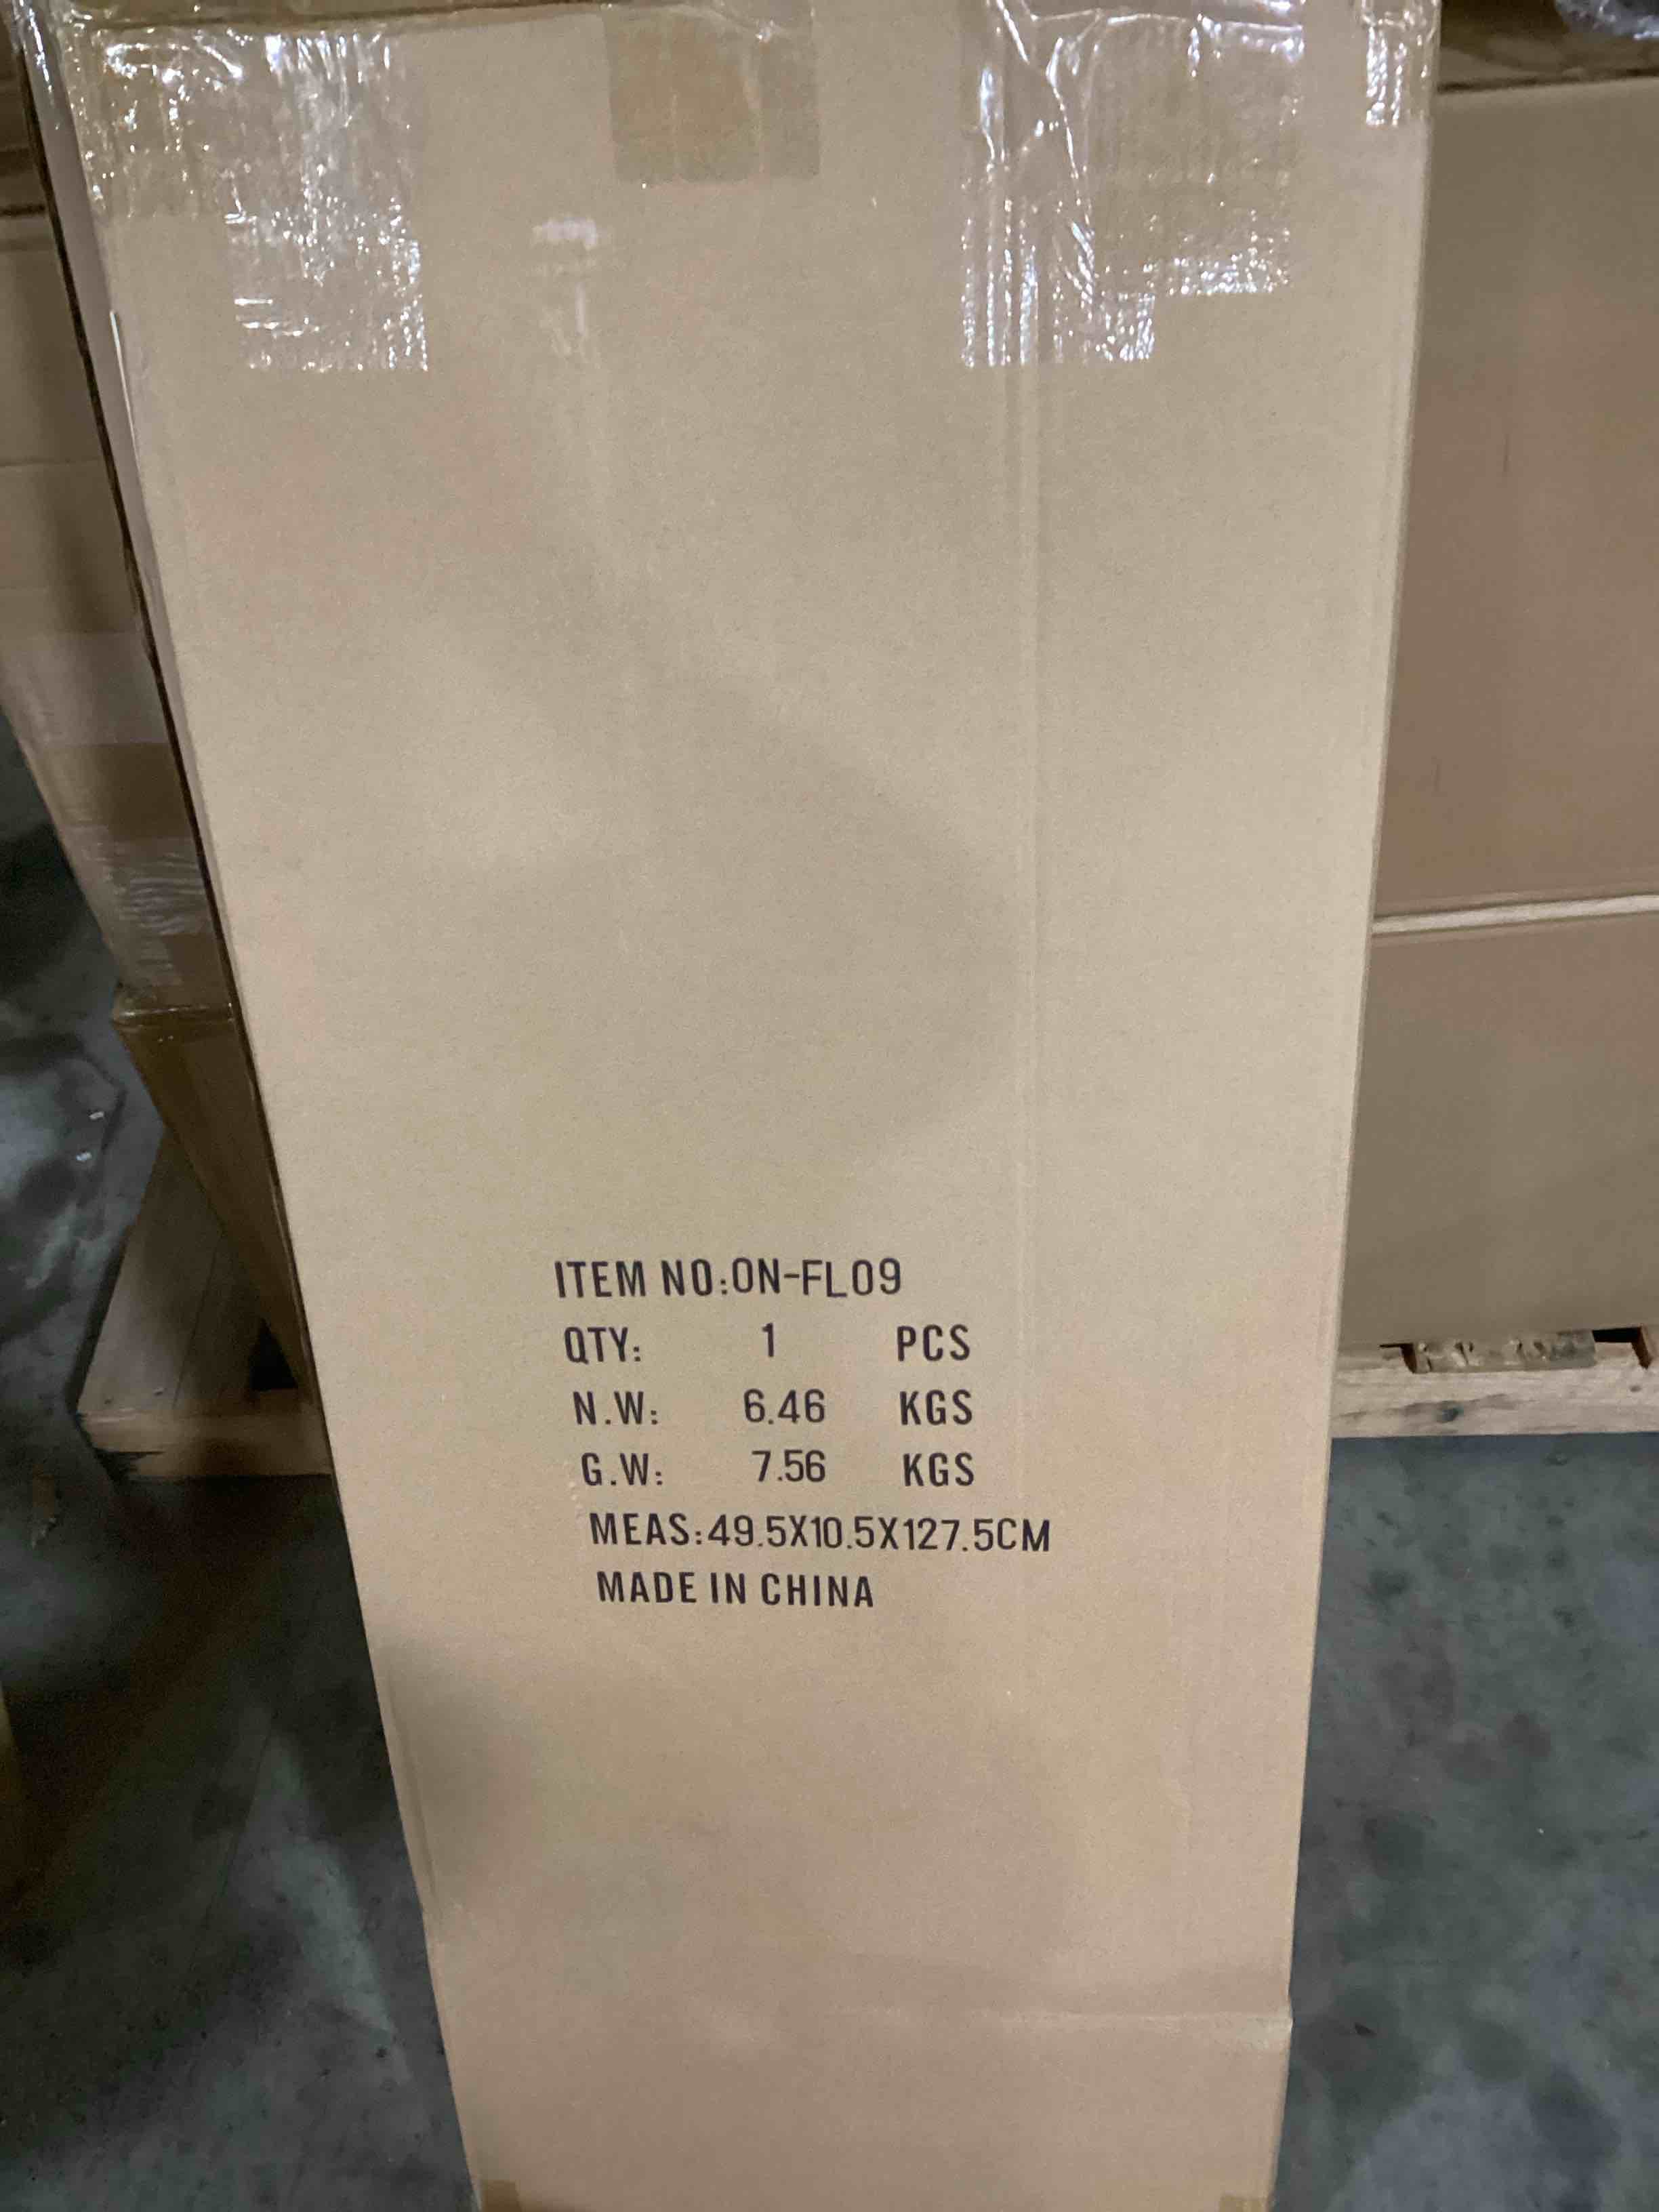 ITEM NO:ON-FL09
QTY: 1 PCS
N.W: 6.46 KGS
G.W: 7.56 KGS
MEAS:49.5X10.5X127.5CM
MADE IN CHINA